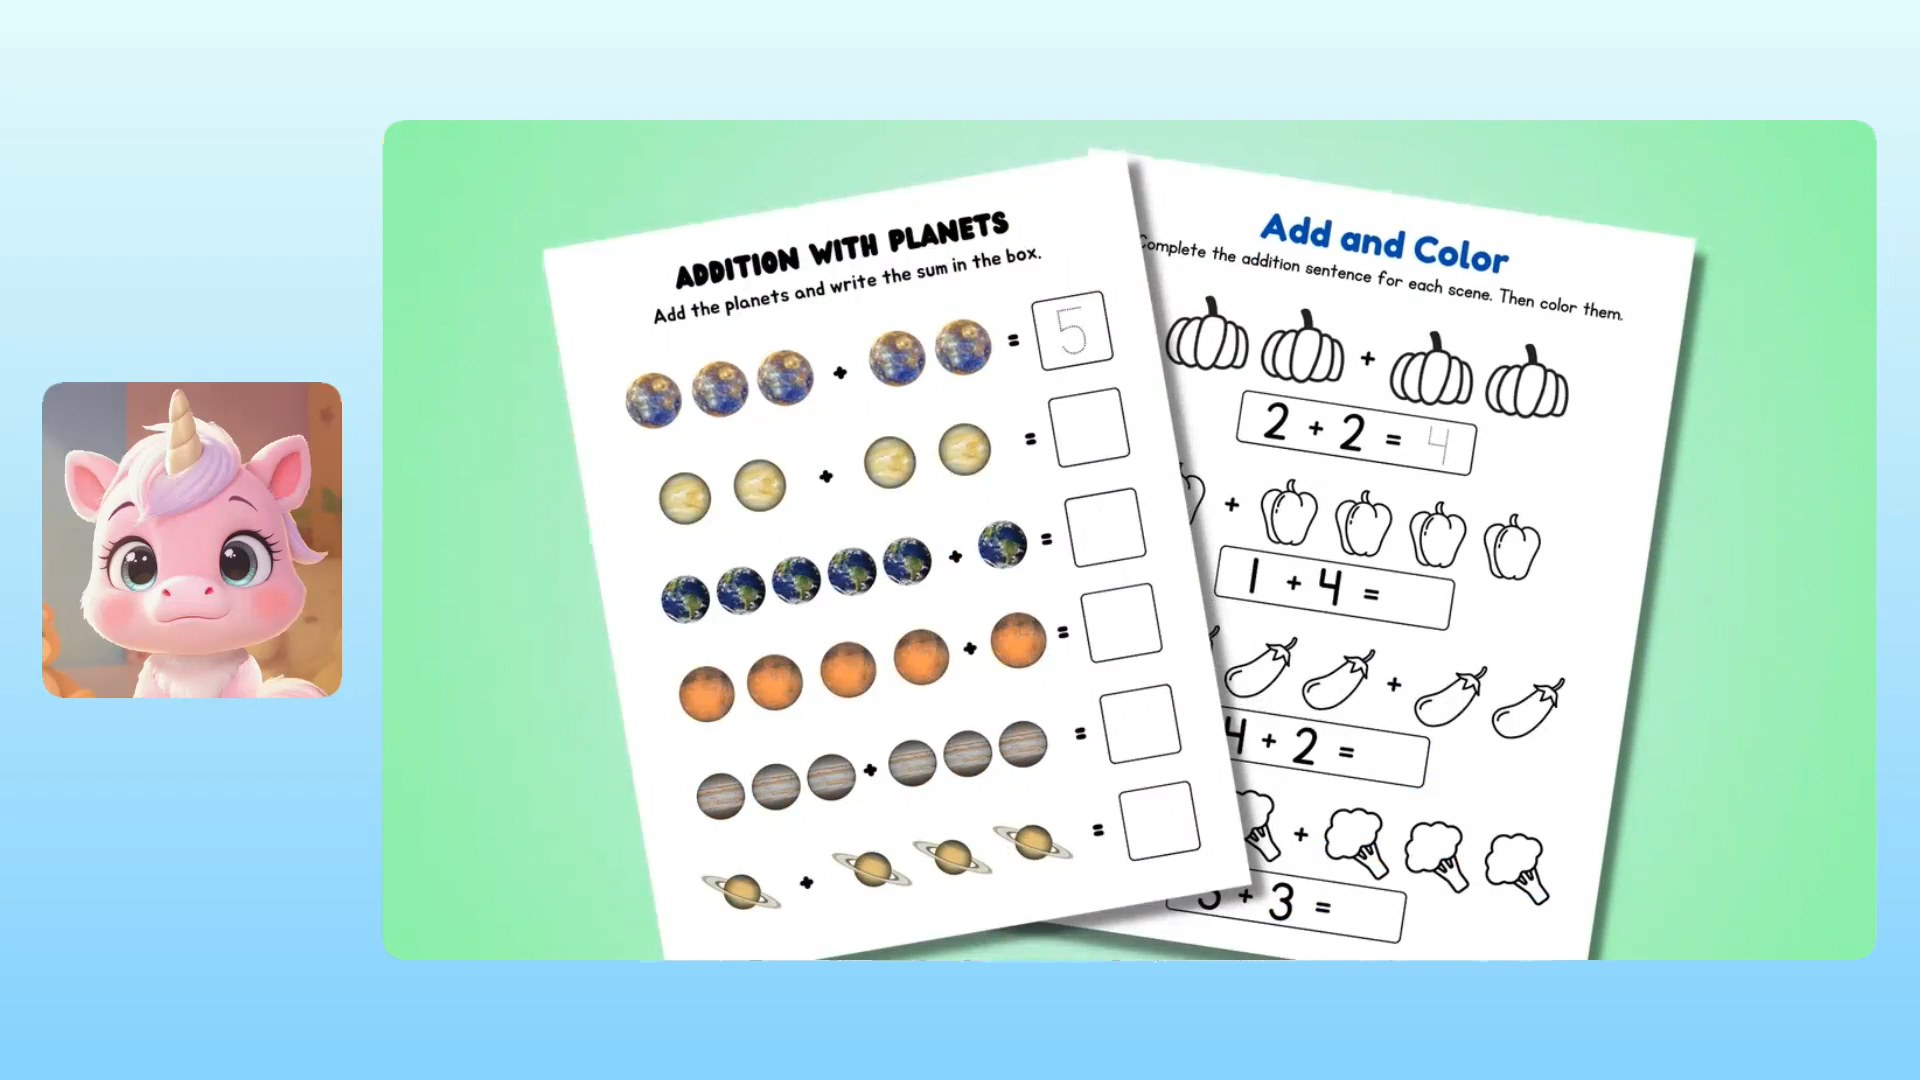 ADDITION WITH PLANETS
Add the planets and write the sum in the box.
+ = 5
+ =
+ =
+ =
+ =
+ =
Add and Color
Complete the addition sentence for each scene. Then color them.
+
2 + 2 = 4
+
1 + 4 =
+
4 + 2 =
+
+ 3 =